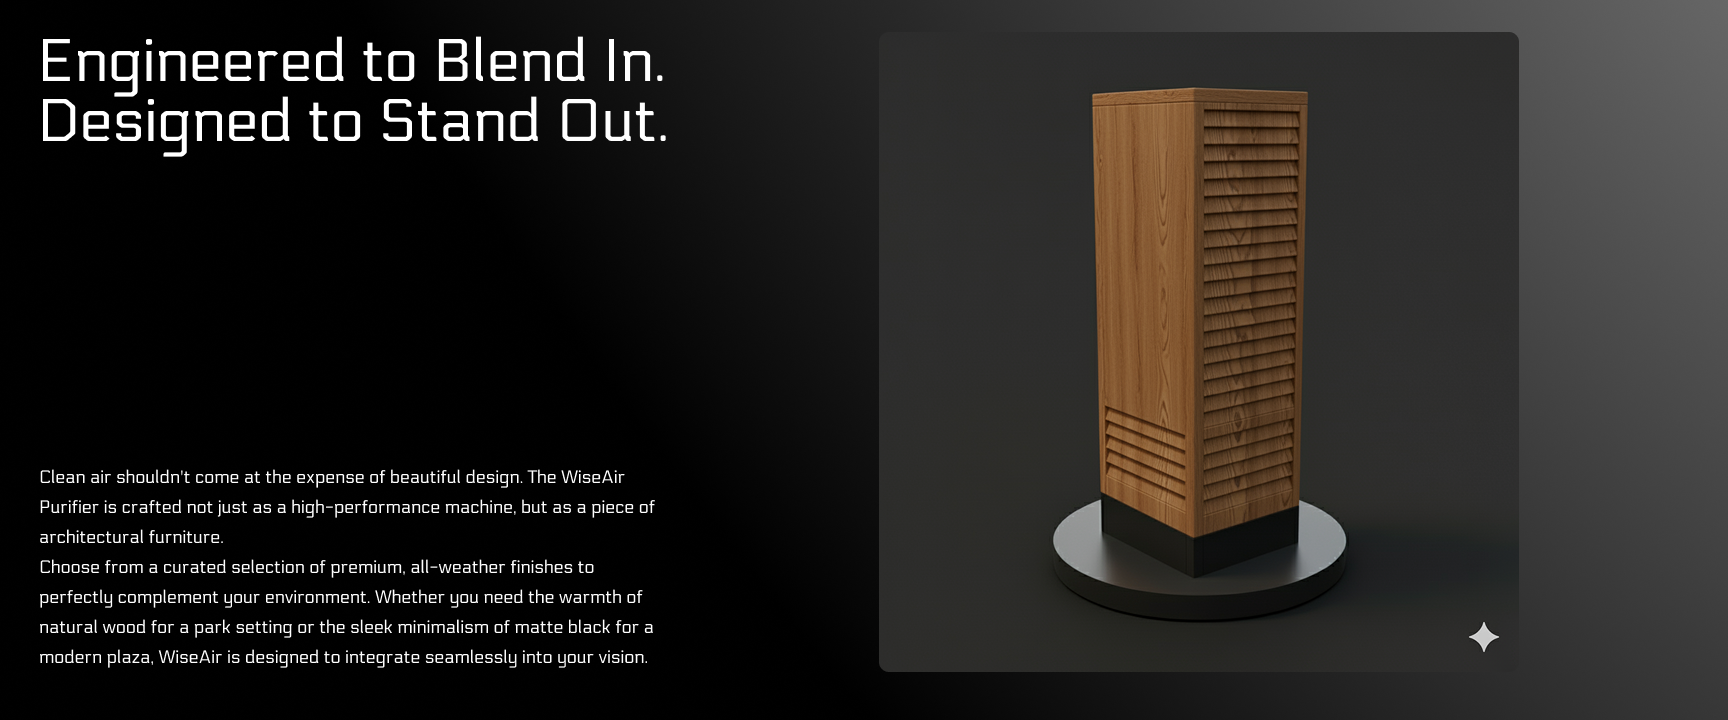 Engineered to Blend In.
Designed to Stand Out.
Clean air shouldn't come at the expense of beautiful design. The WiseAir
Purifier is crafted not just as a high-performance machine, but as a piece of
architectural furniture.
Choose from a curated selection of premium, all-weather finishes to
perfectly complement your environment. Whether you need the warmth of
natural wood for a park setting or the sleek minimalism of matte black for a
modern plaza, WiseAir is designed to integrate seamlessly into your vision.